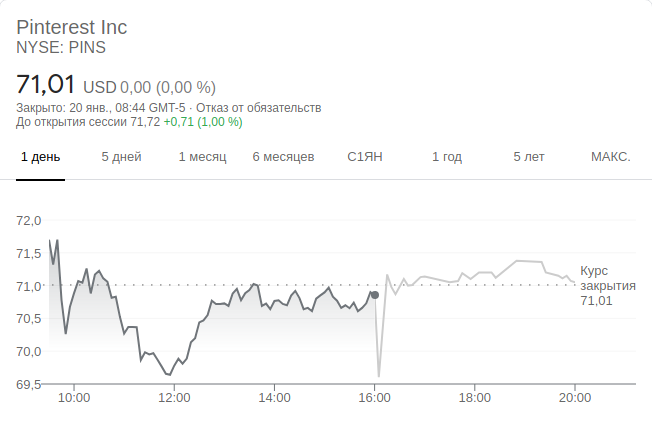 Pinterest Inc
NYSE: PINS
71,01 USD 0,00 (0,00 %)
Закрыто: 20 янв., 08:44 GMT-5 · Отказ от обязательств
До открытия сессии 71,72 +0,71 (1,00 %)
1 день 5 дней 1 месяц 6 месяцев С1ЯН 1 год 5 лет МАКС.
72,0
71,5
71,0
70,5
70,0
69,5
Курс
закрытия
71,01
10:00 12:00 14:00 16:00 18:00 20:00